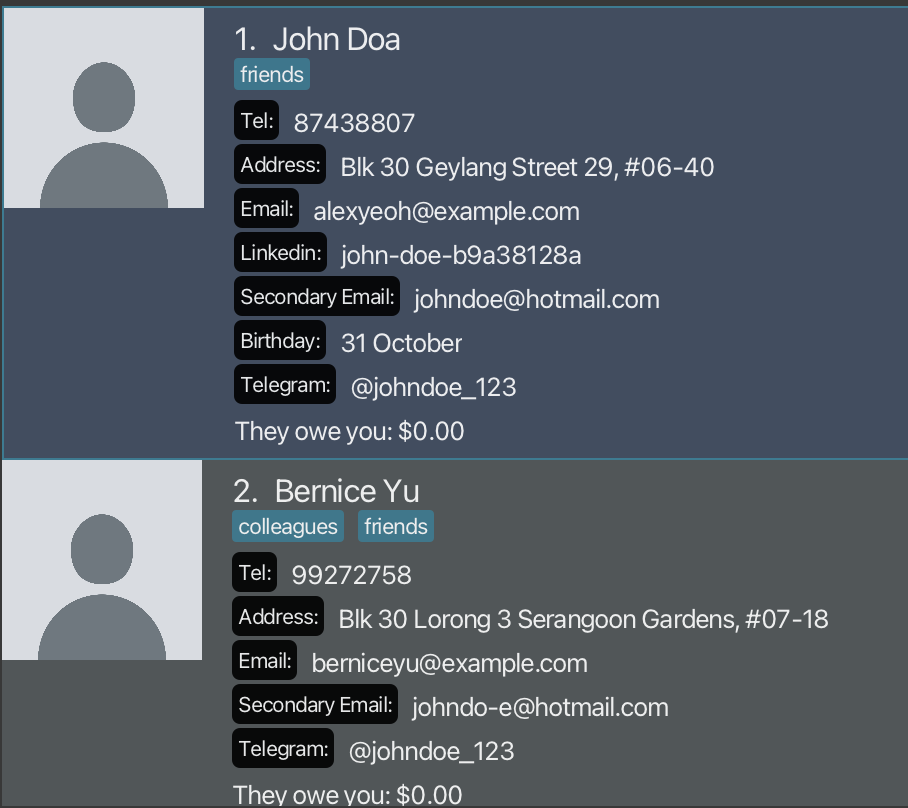 1. John Doa
friends
Tel: 87438807
Address: Blk 30 Geylang Street 29, #06-40
Email: alexyeoh@example.com
Linkedin: john-doe-b9a38128a
Secondary Email: johndoe@hotmail.com
Birthday: 31 October
Telegram: @johndoe_123
They owe you: $0.00
2. Bernice Yu
colleagues friends
Tel: 99272758
Address: Blk 30 Lorong 3 Serangoon Gardens, #07-18
Email: berniceyu@example.com
Secondary Email: johndo-e@hotmail.com
Telegram: @johndoe_123
They owe you: $0.00